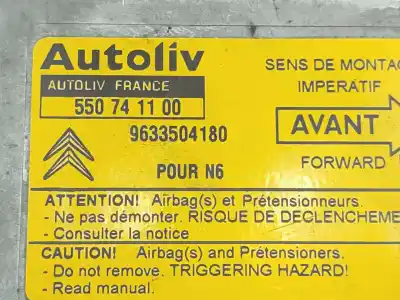 Autoliv
AUTOLIV FRANCE
550 74 11 00
9633504180
POUR N6
SENS DE
IMPERATIF
AVANT
FORWARD
ATTENTION! Airbag(s) et Prétensionneurs.
- Ne pas démonter. RISQUE DE
- Consulter la notice
CAUTION! Airbag(s) and Pretensioners.
- Do not remove. TRIGGERING HAZARD!
- Read manual.